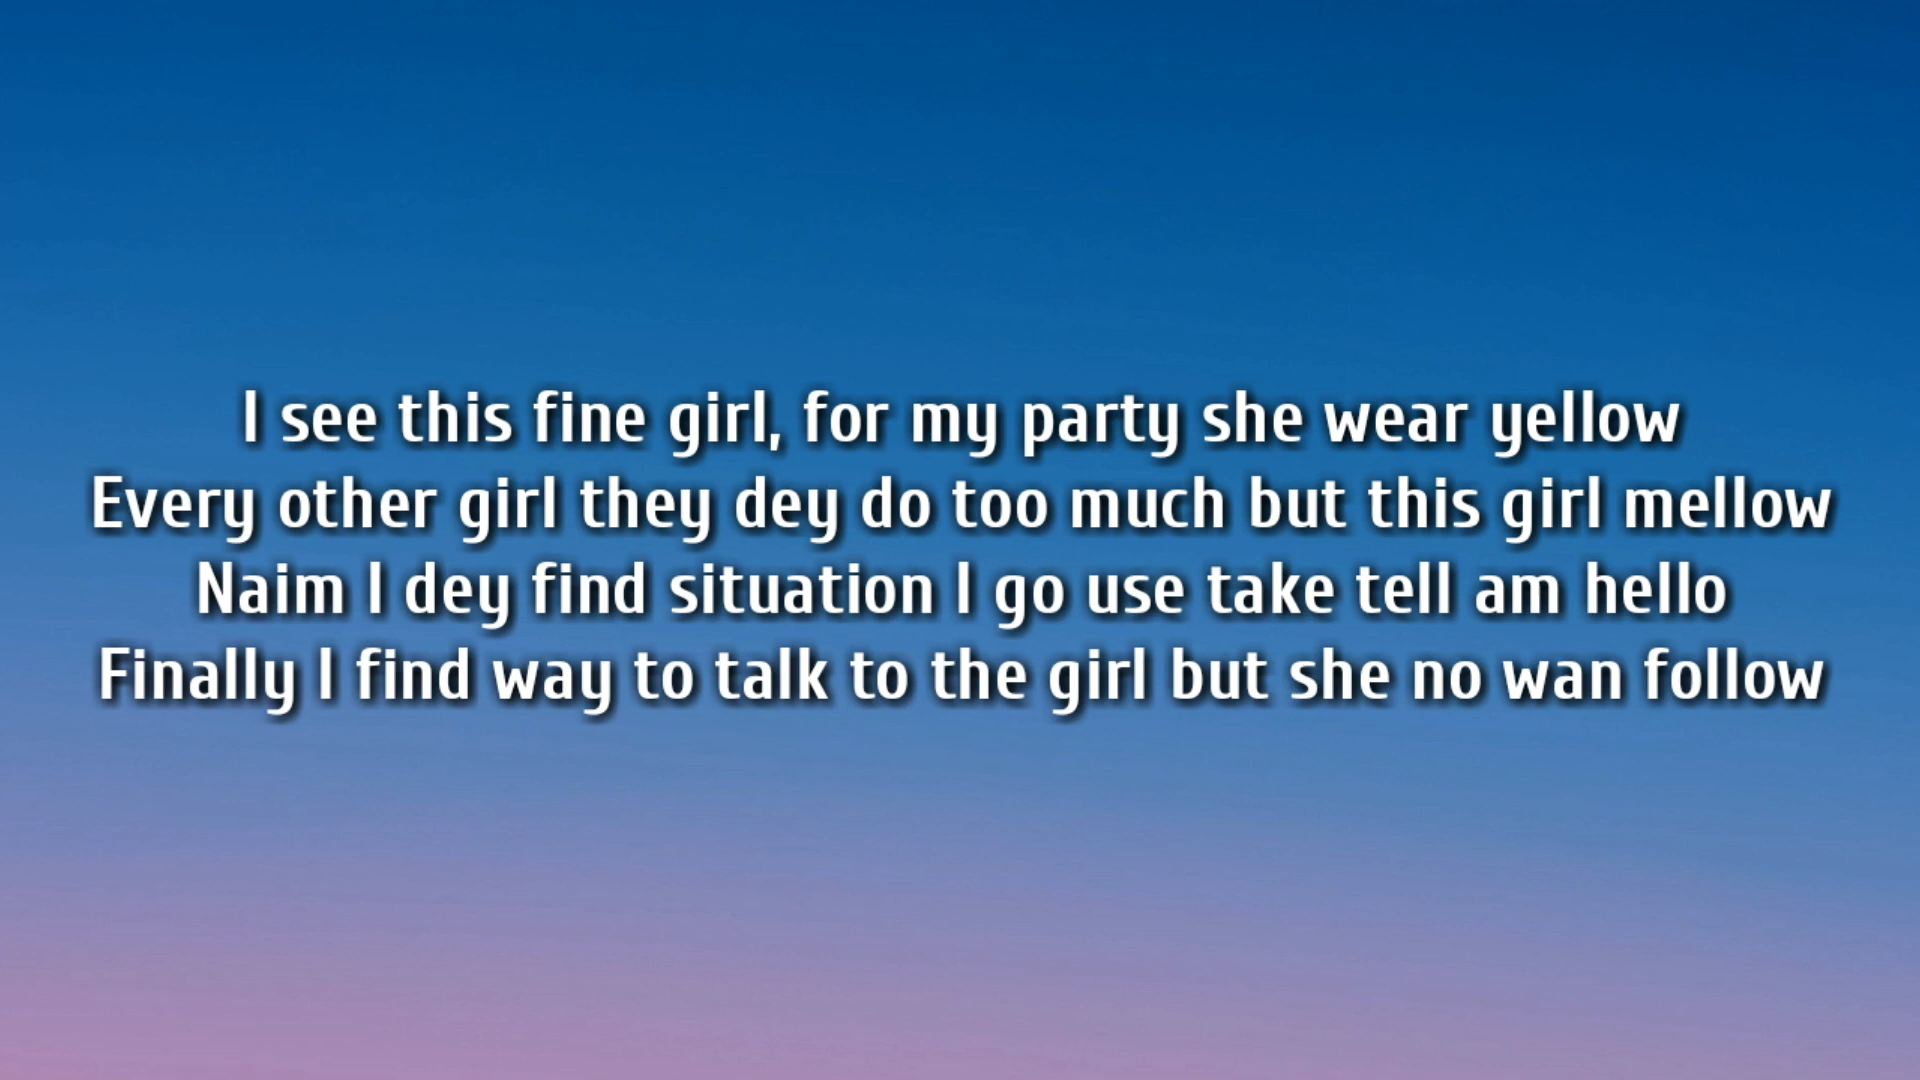 I see this fine girl, for my party she wear yellow
Every other girl they dey do too much but this girl mellow
Naim I dey find situation I go use take tell am hello
Finally I find way to talk to the girl but she no wan follow